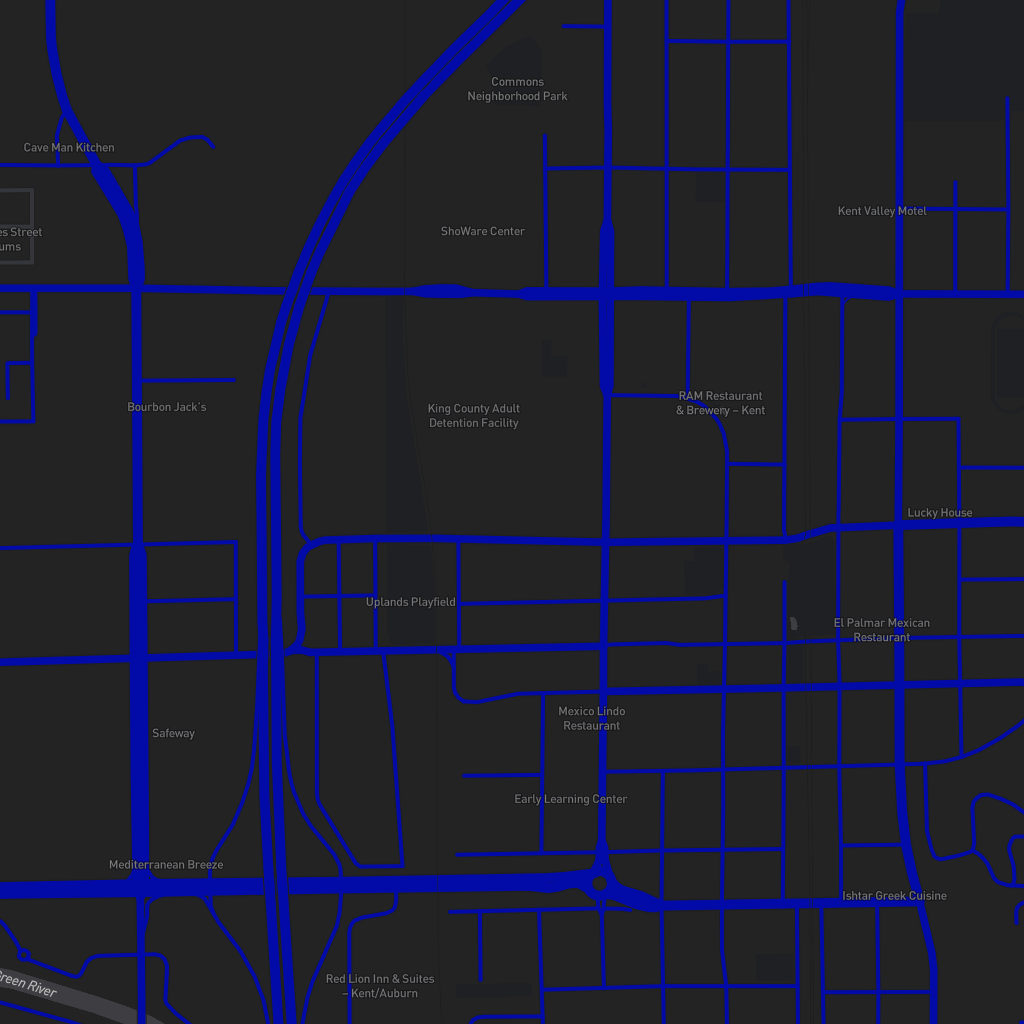 Commons
Neighborhood Park
Cave Man Kitchen
Kent Valley Motel
es Street
ums
ShoWare Center
RAM Restaurant
& Brewery – Kent
Bourbon Jack's
King County Adult
Detention Facility
Lucky House
Uplands Playfield
El Palmar Mexican
Restaurant
Mexico Lindo
Restaurant
Safeway
Early Learning Center
Mediterranean Breeze
Ishtar Greek Cuisine
Green River
Red Lion Inn & Suites
– Kent/Auburn